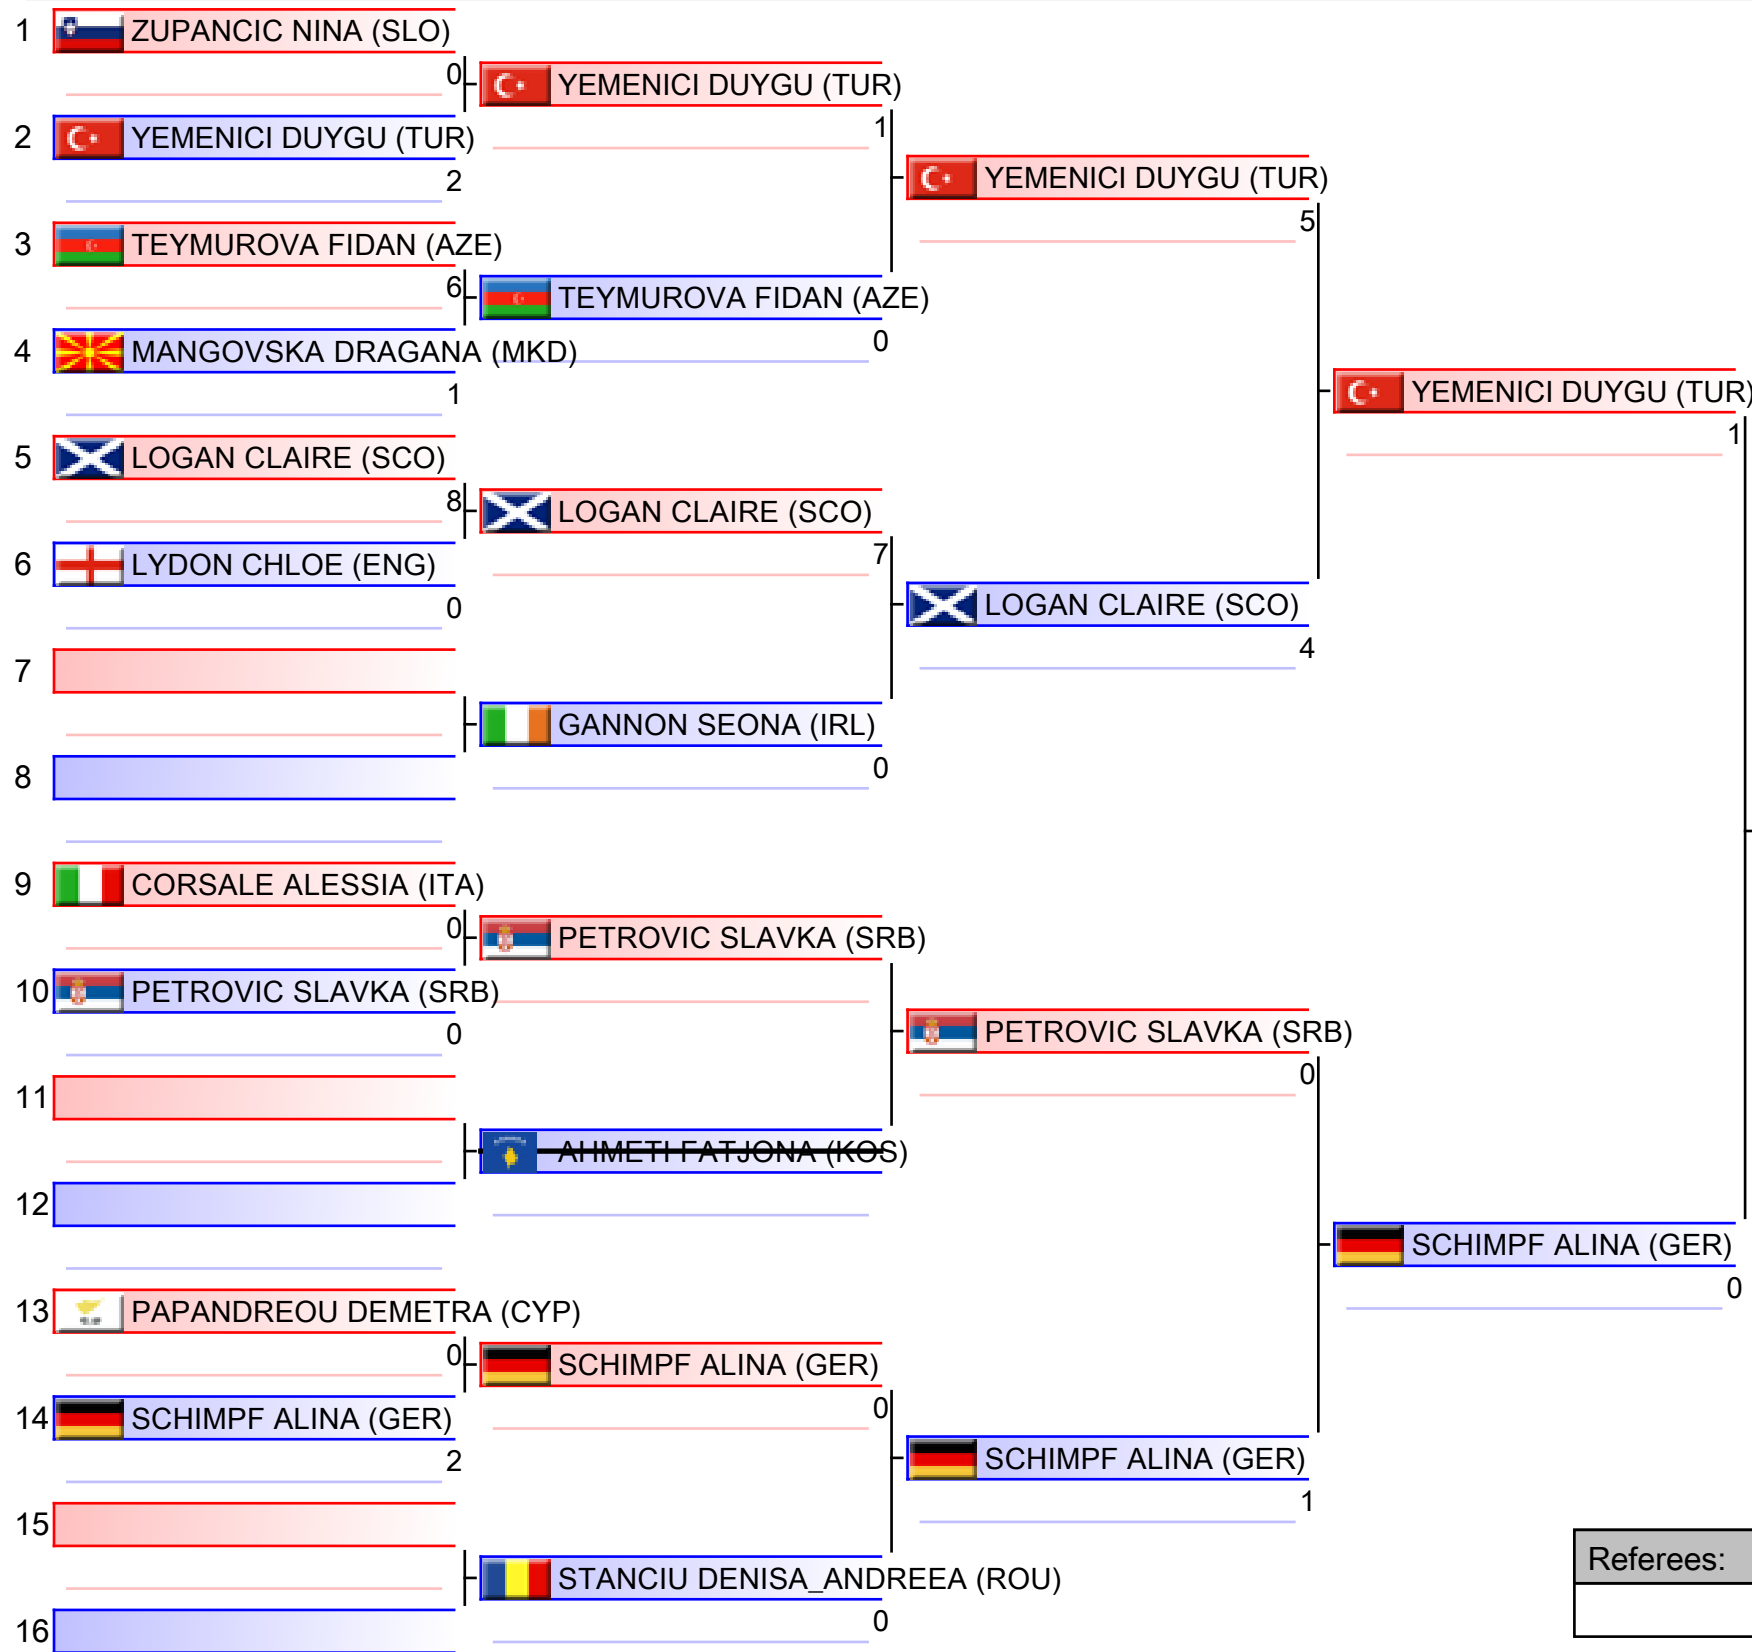 1 ZUPANCIC NINA (SLO)
0 YEMENICI DUYGU (TUR)
2 YEMENICI DUYGU (TUR) 1
2 YEMENICI DUYGU (TUR)
3 TEYMUROVA FIDAN (AZE) 5
6 TEYMUROVA FIDAN (AZE)
4 MANGOVSKA DRAGANA (MKD) 0
1 YEMENICI DUYGU (TUR)
5 LOGAN CLAIRE (SCO) 1
8 LOGAN CLAIRE (SCO)
6 LYDON CHLOE (ENG) 7
0 LOGAN CLAIRE (SCO)
7 4
GANNON SEONA (IRL)
8 0
9 CORSALE ALESSIA (ITA)
0 PETROVIC SLAVKA (SRB)
10 PETROVIC SLAVKA (SRB)
0 PETROVIC SLAVKA (SRB)
11 0
AHMETI FATJONA (KOS)
12
SCHIMPF ALINA (GER)
13 PAPANDREOU DEMETRA (CYP) 0
0 SCHIMPF ALINA (GER)
14 SCHIMPF ALINA (GER) 0
2 SCHIMPF ALINA (GER)
15 1
Referees:
STANCIU DENISA_ANDREEA (ROU)
16 0